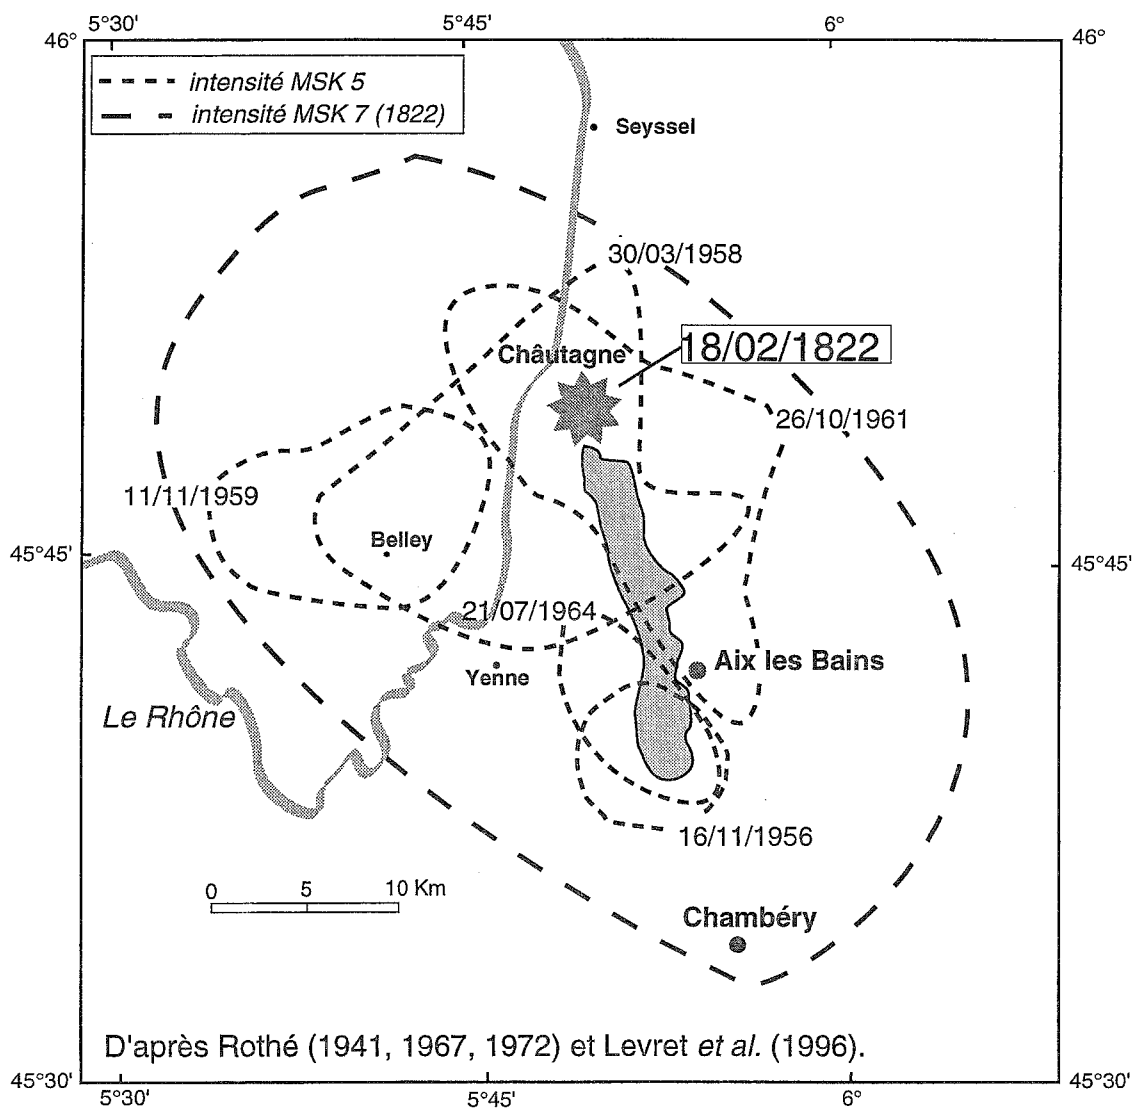 5°30'
5°45'
6°
46°
46°
intensité MSK 5
intensité MSK 7 (1822)
Seyssel
30/03/1958
Châutagne
18/02/1822
26/10/1961
11/11/1959
Belley
45°45'
45°45'
21/07/1964
Aix les Bains
Yenne
Le Rhône
16/11/1956
0 5 10 Km
Chambéry
D'après Rothé (1941, 1967, 1972) et Levret et al. (1996).
45°30'
45°30'
5°30'
5°45'
6°